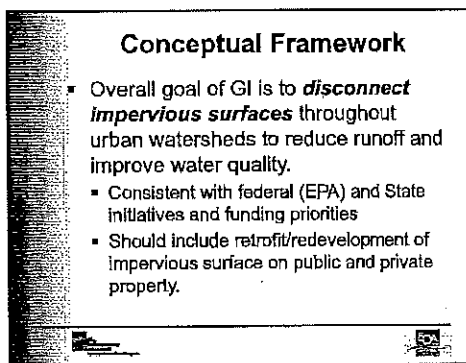 Conceptual Framework
▪ Overall goal of GI is to disconnect
impervious surfaces throughout
urban watersheds to reduce runoff and
improve water quality.
▪ Consistent with federal (EPA) and State
initiatives and funding priorities
▪ Should include retrofit/redevelopment of
impervious surface on public and private
property.